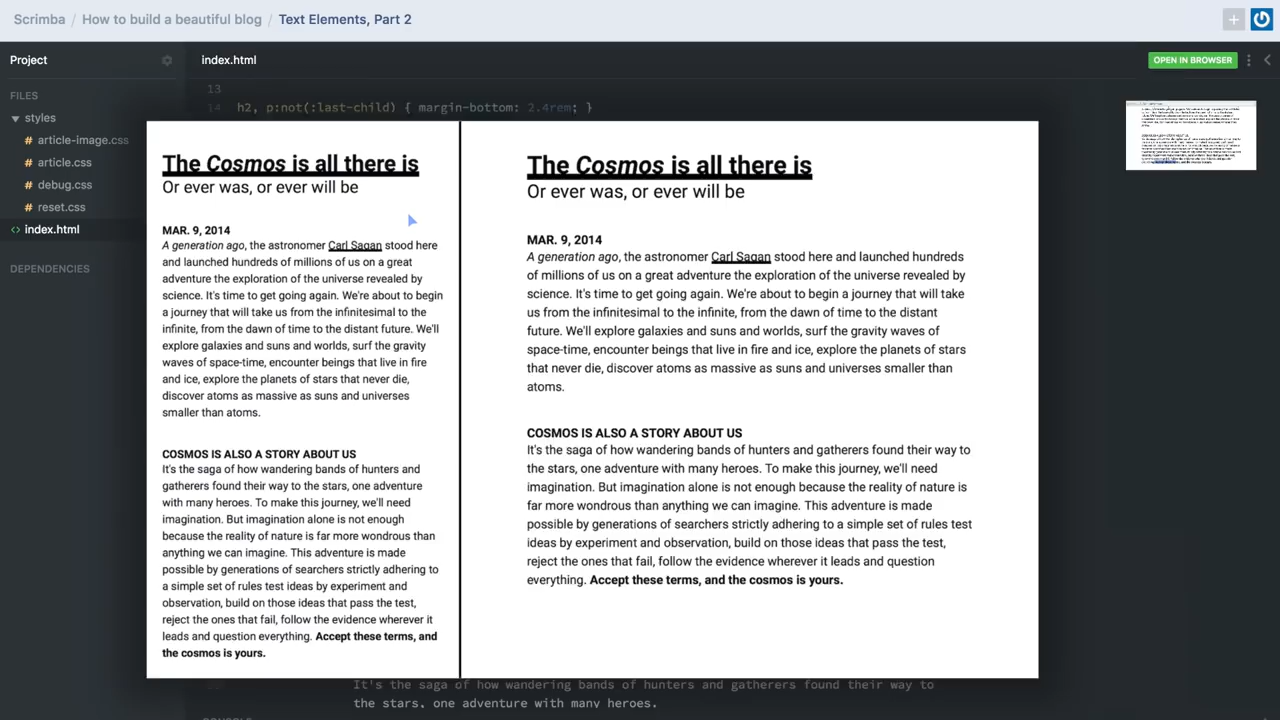 Scrimba / How to build a beautiful blog / Text Elements, Part 2
Project
index.html
OPEN IN BROWSER
FILES
styles
# article-image.css
# article.css
# debug.css
# reset.css
<> index.html
DEPENDENCIES
13
14 h2, p:not(:last-child) { margin-bottom: 2.4rem; }
The Cosmos is all there is
Or ever was, or ever will be
MAR. 9, 2014
A generation ago, the astronomer Carl Sagan stood here
and launched hundreds of millions of us on a great
adventure the exploration of the universe revealed by
science. It's time to get going again. We're about to begin
a journey that will take us from the infinitesimal to the
infinite, from the dawn of time to the distant future. We'll
explore galaxies and suns and worlds, surf the gravity
waves of space-time, encounter beings that live in fire
and ice, explore the planets of stars that never die,
discover atoms as massive as suns and universes
smaller than atoms.
COSMOS IS ALSO A STORY ABOUT US
It's the saga of how wandering bands of hunters and
gatherers found their way to the stars, one adventure
with many heroes. To make this journey, we'll need
imagination. But imagination alone is not enough
because the reality of nature is far more wondrous than
anything we can imagine. This adventure is made
possible by generations of searchers strictly adhering to
a simple set of rules test ideas by experiment and
observation, build on those ideas that pass the test,
reject the ones that fail, follow the evidence wherever it
leads and question everything. Accept these terms, and
the cosmos is yours.
The Cosmos is all there is
Or ever was, or ever will be
MAR. 9, 2014
A generation ago, the astronomer Carl Sagan stood here and launched hundreds
of millions of us on a great adventure the exploration of the universe revealed by
science. It's time to get going again. We're about to begin a journey that will take
us from the infinitesimal to the infinite, from the dawn of time to the distant
future. We'll explore galaxies and suns and worlds, surf the gravity waves of
space-time, encounter beings that live in fire and ice, explore the planets of stars
that never die, discover atoms as massive as suns and universes smaller than
atoms.
COSMOS IS ALSO A STORY ABOUT US
It's the saga of how wandering bands of hunters and gatherers found their way to
the stars, one adventure with many heroes. To make this journey, we'll need
imagination. But imagination alone is not enough because the reality of nature is
far more wondrous than anything we can imagine. This adventure is made
possible by generations of searchers strictly adhering to a simple set of rules test
ideas by experiment and observation, build on those ideas that pass the test,
reject the ones that fail, follow the evidence wherever it leads and question
everything. Accept these terms, and the cosmos is yours.
It's the saga of how wandering bands of hunters and gatherers found their way to
the stars, one adventure with many heroes.
CONSOLE